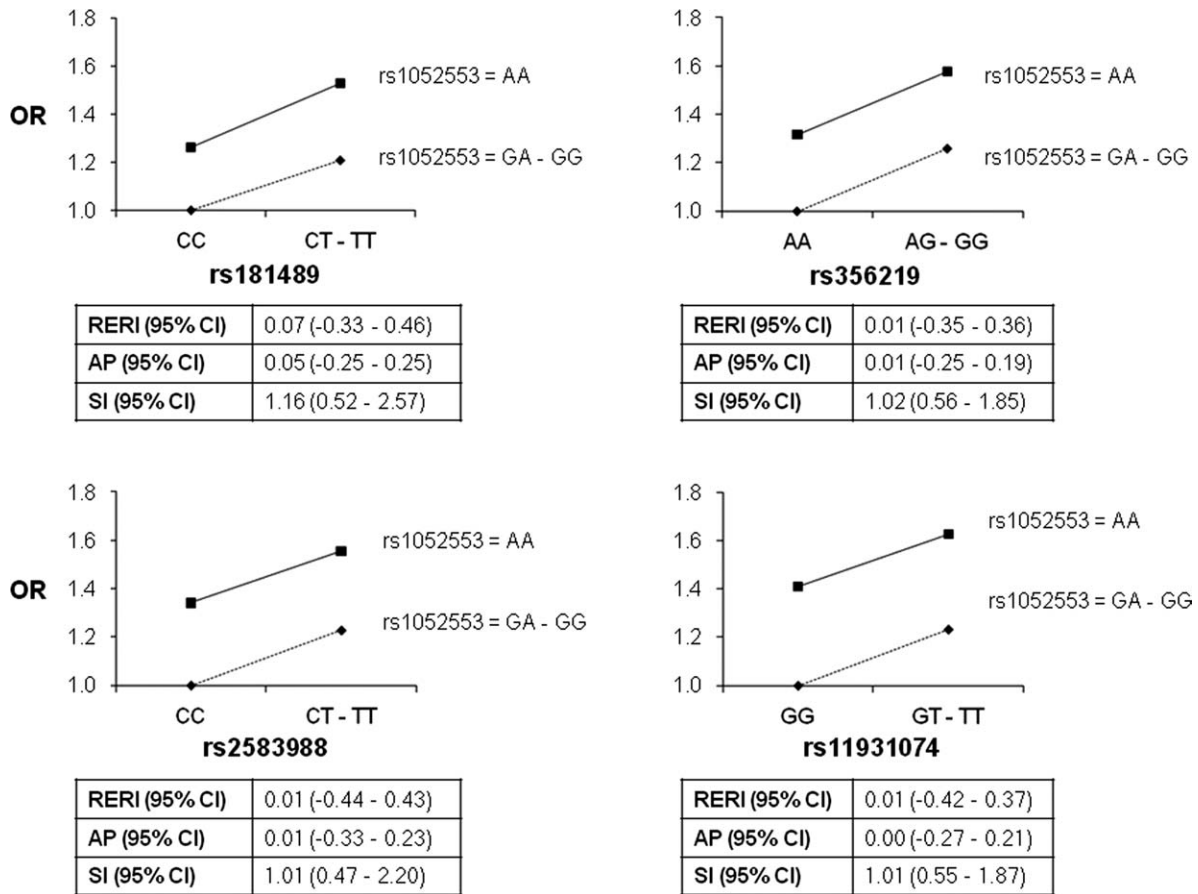 1.8
1.6
1.4
1.2
1.0
OR
rs1052553 = AA
rs1052553 = GA - GG
CC
CT - TT
rs181489
RERI (95% CI) 0.07 (-0.33 - 0.46)
AP (95% CI) 0.05 (-0.25 - 0.25)
SI (95% CI) 1.16 (0.52 - 2.57)
1.8
1.6
1.4
1.2
1.0
rs1052553 = AA
rs1052553 = GA - GG
AA
AG - GG
rs356219
RERI (95% CI) 0.01 (-0.35 - 0.36)
AP (95% CI) 0.01 (-0.25 - 0.19)
SI (95% CI) 1.02 (0.56 - 1.85)
1.8
1.6
1.4
1.2
1.0
OR
rs1052553 = AA
rs1052553 = GA - GG
CC
CT - TT
rs2583988
RERI (95% CI) 0.01 (-0.44 - 0.43)
AP (95% CI) 0.01 (-0.33 - 0.23)
SI (95% CI) 1.01 (0.47 - 2.20)
1.8
1.6
1.4
1.2
1.0
rs1052553 = AA
rs1052553 = GA - GG
GG
GT - TT
rs11931074
RERI (95% CI) 0.01 (-0.42 - 0.37)
AP (95% CI) 0.00 (-0.27 - 0.21)
SI (95% CI) 1.01 (0.55 - 1.87)